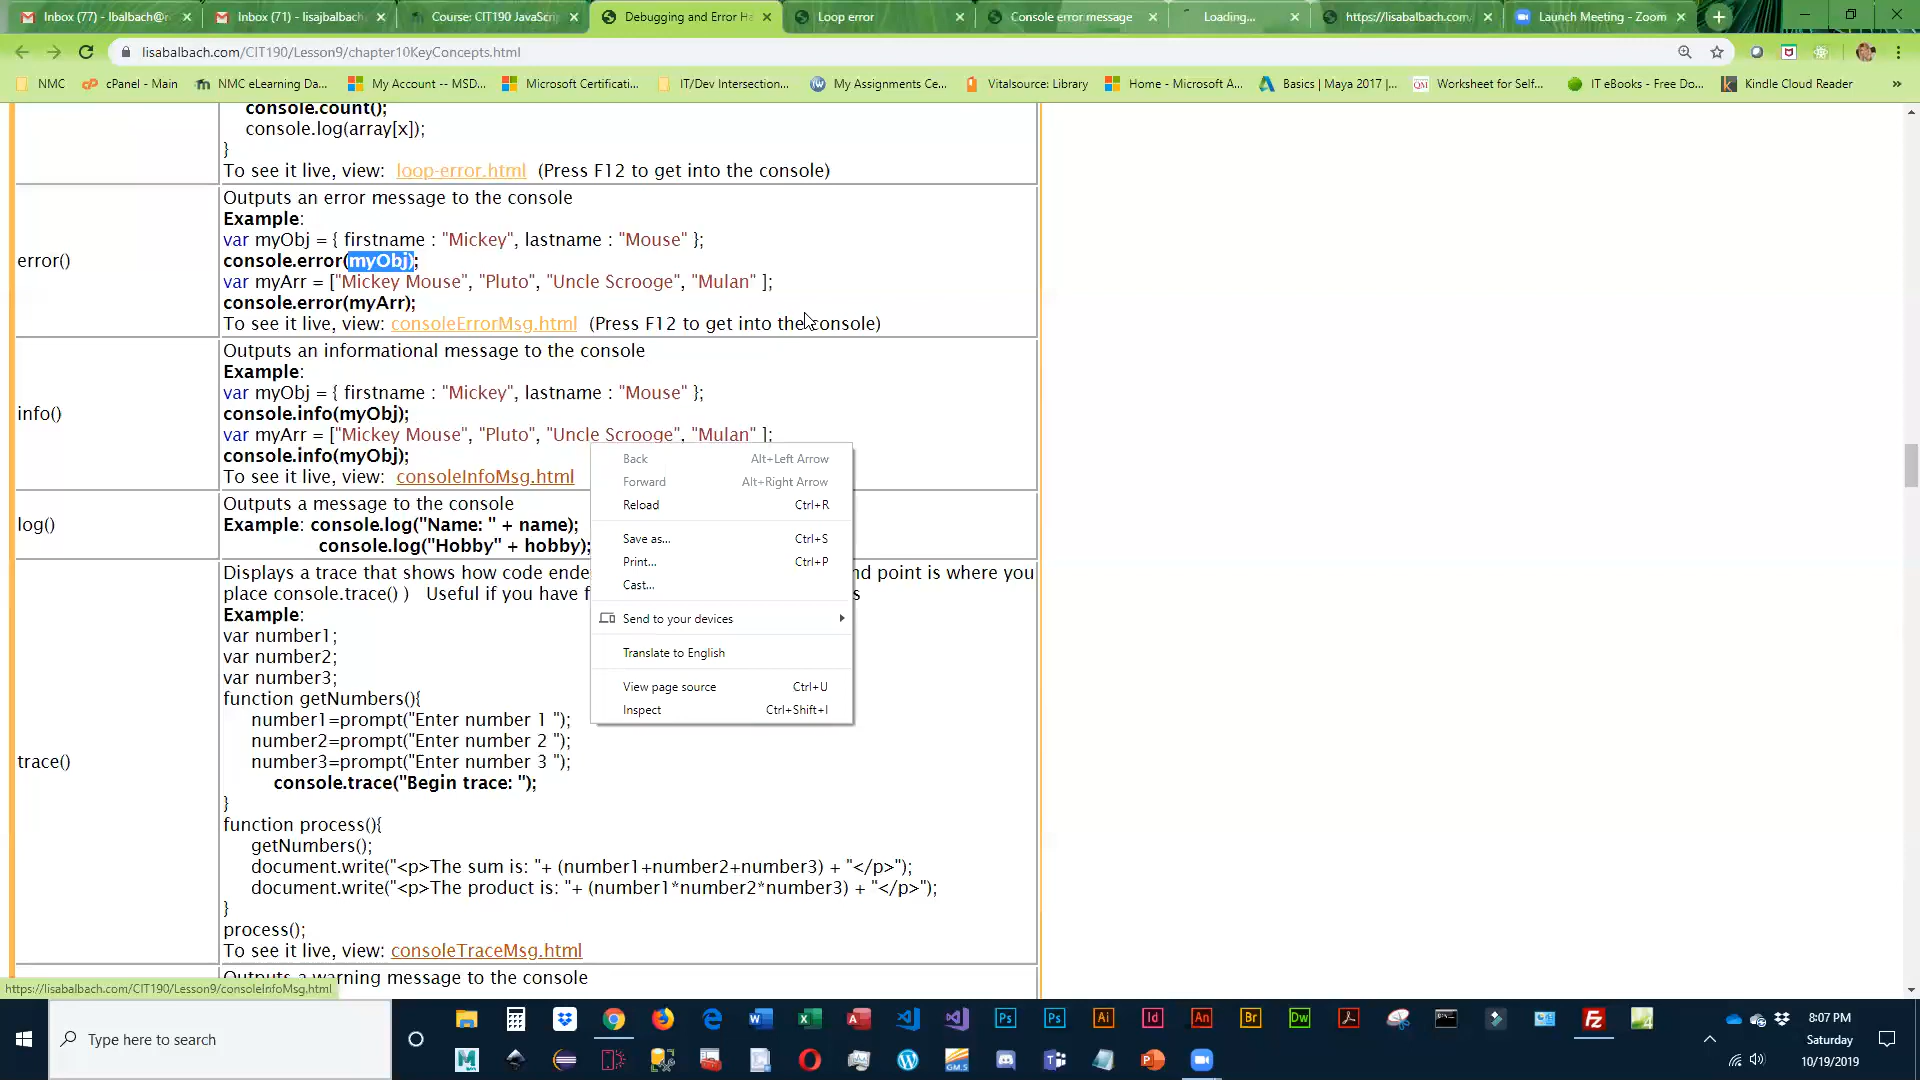 Inbox (77) - lbalbach@n
Inbox (71) - lisajbalbach
Course: CIT190 JavaScri
Debugging and Error Ha
Loop error
Console error message
Loading...
https://lisabalbach.com,
Launch Meeting - Zoom
lisabalbach.com/CIT190/Lesson9/chapter10KeyConcepts.html
NMC
cPanel - Main
NMC eLearning Da...
My Account -- MSD...
Microsoft Certificati...
IT/Dev Intersection...
My Assignments Ce...
Vitalsource: Library
Home - Microsoft A...
Basics | Maya 2017 |...
Worksheet for Self...
IT eBooks - Free Do...
Kindle Cloud Reader
»
console.count();
console.log(array[x]);
}
To see it live, view: loop-error.html (Press F12 to get into the console)
error()
Outputs an error message to the console
Example:
var myObj = { firstname : "Mickey", lastname : "Mouse" };
console.error(myObj);
var myArr = ["Mickey Mouse", "Pluto", "Uncle Scrooge", "Mulan" ];
console.error(myArr);
To see it live, view: consoleErrorMsg.html (Press F12 to get into the console)
info()
Outputs an informational message to the console
Example:
var myObj = { firstname : "Mickey", lastname : "Mouse" };
console.info(myObj);
var myArr = ["Mickey Mouse", "Pluto", "Uncle Scrooge", "Mulan" ];
console.info(myObj);
To see it live, view: consoleInfoMsg.html
log()
Outputs a message to the console
Example: console.log("Name: " + name);
console.log("Hobby" + hobby);
trace()
Displays a trace that shows how code ende nd point is where you
place console.trace() ) Useful if you have f s
Example:
var number1;
var number2;
var number3;
function getNumbers(){
number1=prompt("Enter number 1 ");
number2=prompt("Enter number 2 ");
number3=prompt("Enter number 3 ");
console.trace("Begin trace: ");
}
function process(){
getNumbers();
document.write("<p>The sum is: "+ (number1+number2+number3) + "</p>");
document.write("<p>The product is: "+ (number1*number2*number3) + "</p>");
}
process();
To see it live, view: consoleTraceMsg.html
Outputs a warning message to the console
Back Alt+Left Arrow
Forward Alt+Right Arrow
Reload Ctrl+R
Save as... Ctrl+S
Print... Ctrl+P
Cast...
Send to your devices
Translate to English
View page source Ctrl+U
Inspect Ctrl+Shift+I
https://lisabalbach.com/CIT190/Lesson9/consoleInfoMsg.html
Type here to search
Ps
Ps
Ai
Id
An
Br
Dw
Fz
8:07 PM
Saturday
10/19/2019